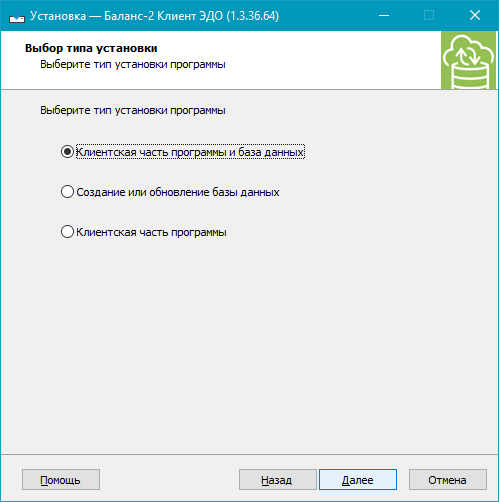 Установка — Баланс-2 Клиент ЭДО (1.3.36.64)
Выбор типа установки
Выберите тип установки программы
Выберите тип установки программы
Клиентская часть программы и база данных
Создание или обновление базы данных
Клиентская часть программы
Помощь
Назад
Далее
Отмена